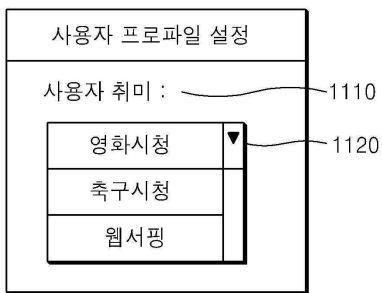 사용자 프로파일 설정
사용자 취미 : 1110
영화시청 ▼ 1120
축구시청
웹서핑